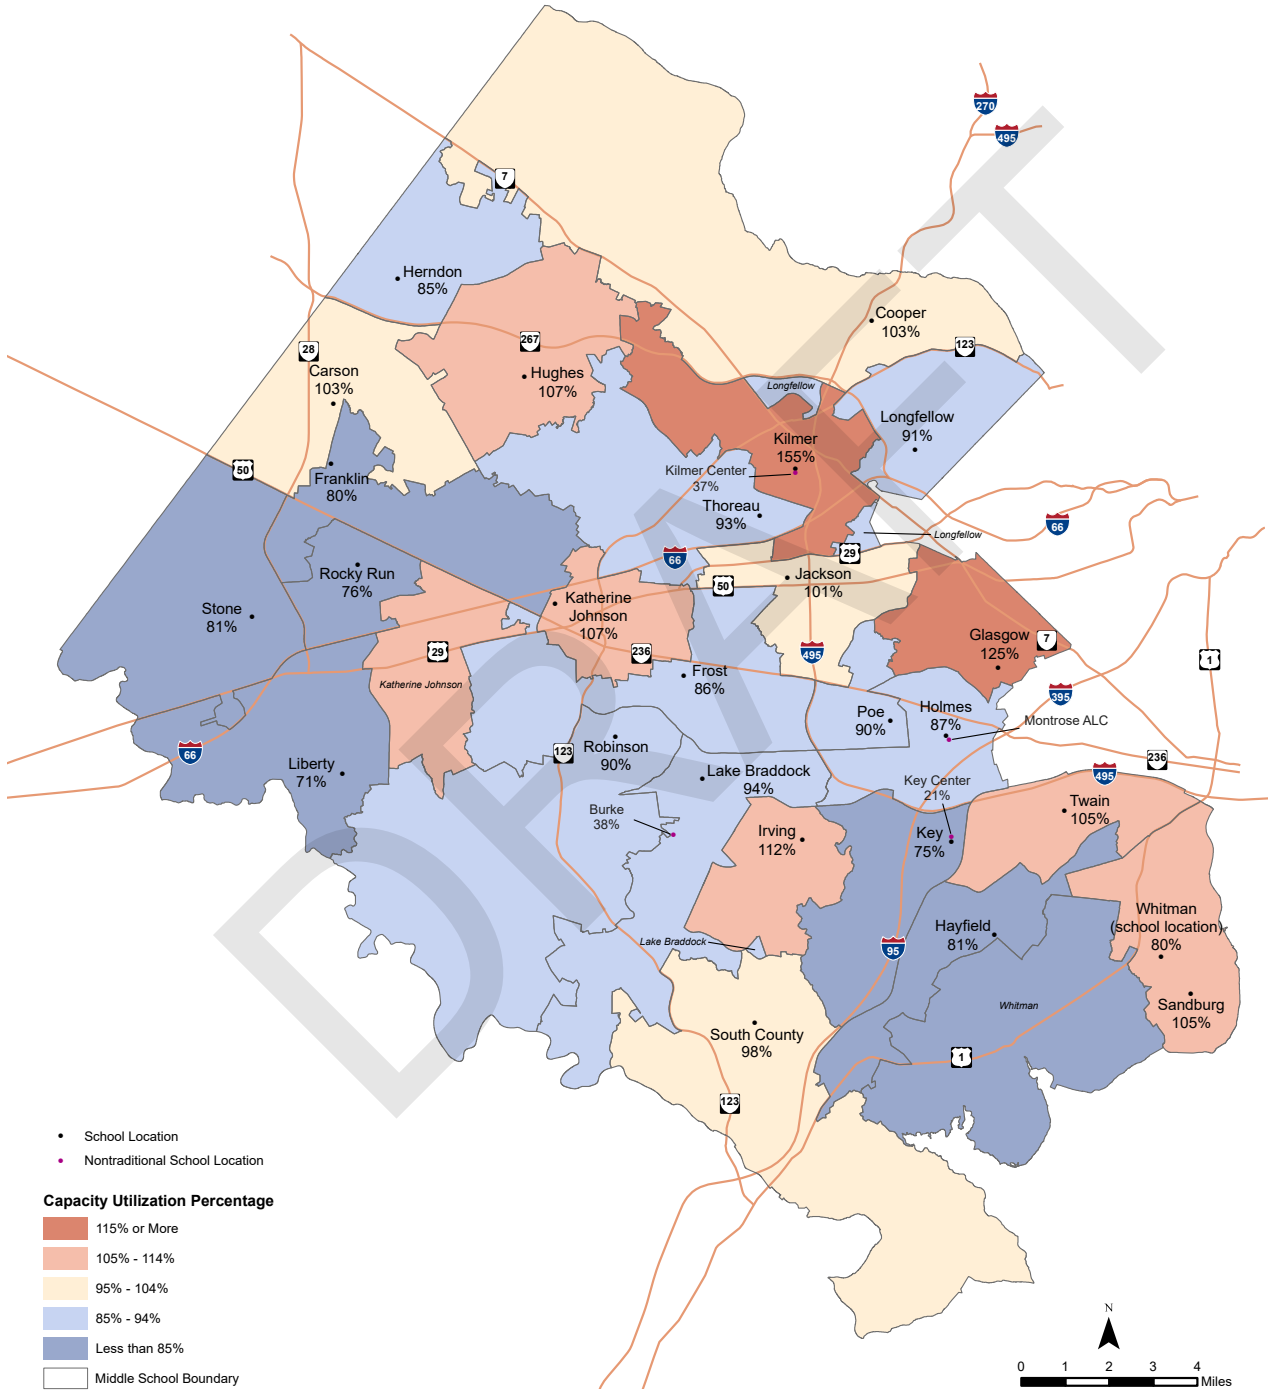 270
495
7
Herndon
85%
Cooper
103%
123
267
28
Carson
103%
Hughes
107%
Longfellow
Longfellow
91%
Kilmer
155%
Kilmer Center
37%
50
Franklin
80%
Thoreau
93%
66
Longfellow
29
66
Jackson
101%
50
Rocky Run
76%
Katherine
Johnson
107%
Stone
81%
Glasgow
125%
7
1
29
236
495
Katherine Johnson
Frost
86%
395
Poe
90%
Holmes
87%
Montrose ALC
Robinson
90%
123
66
236
Liberty
71%
Lake Braddock
94%
495
Key Center
21%
Burke
38%
Twain
105%
Irving
112%
Key
75%
Whitman
(school location)
80%
Hayfield
81%
Lake Braddock
95
Whitman
Sandburg
105%
South County
98%
1
123
DRAFT
School Location
Nontraditional School Location
Capacity Utilization Percentage
115% or More
105% - 114%
95% - 104%
85% - 94%
Less than 85%
Middle School Boundary
N
0 1 2 3 4
Miles